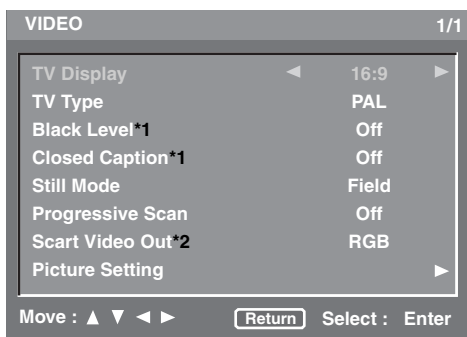 VIDEO 1/1
TV Display ◀ 16:9 ▶
TV Type PAL
Black Level*1 Off
Closed Caption*1 Off
Still Mode Field
Progressive Scan Off
Scart Video Out*2 RGB
Picture Setting ▶
Move : ▲ ▼ ◀ ▶ Return Select : Enter